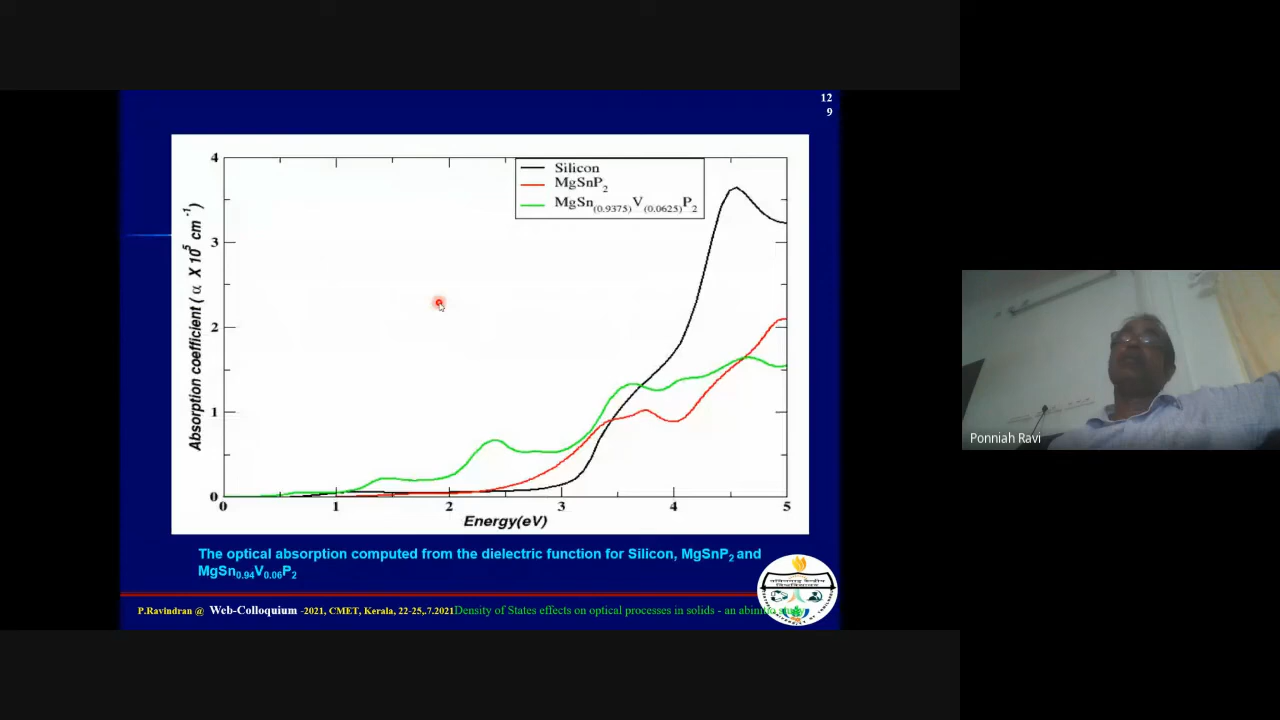 12
9
4
3
2
1
0
Absorption coefficient ( α X 10⁵ cm⁻¹)
Silicon
MgSnP₂
MgSn₍₀.₉₃₇₅₎V₍₀.₀₆₂₅₎P₂
0 1 2 3 4 5
Energy(eV)
The optical absorption computed from the dielectric function for Silicon, MgSnP₂ and
MgSn₀.₉₄V₀.₀₆P₂
P.Ravindran @ Web-Colloquium -2021, CMET, Kerala, 22-25,.7.2021Density of States effects on optical processes in solids - an abinitio study
Ponniah Ravi